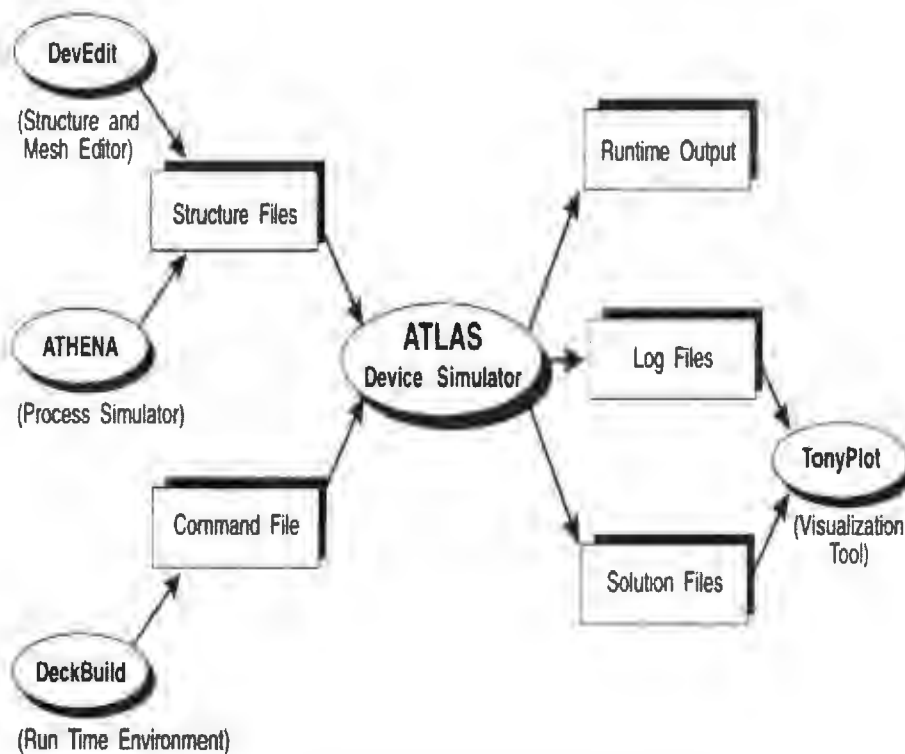 DevEdit
(Structure and
Mesh Editor)
Structure Files
ATHENA
(Process Simulator)
Command File
DeckBuild
(Run Time Environment)
ATLAS
Device Simulator
Runtime Output
Log Files
Solution Files
TonyPlot
(Visualization
Tool)